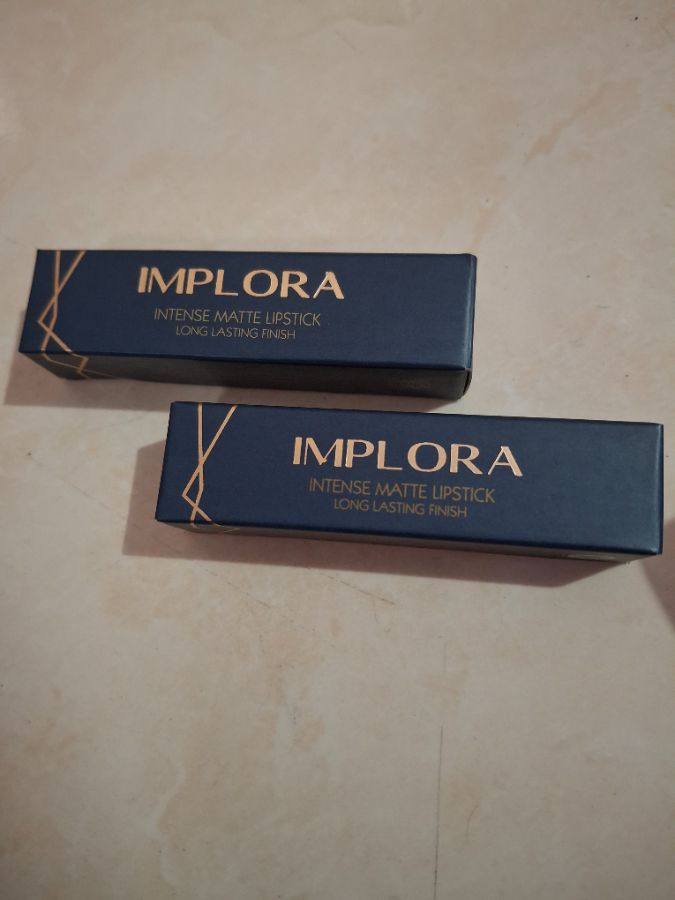 IMPLORA
INTENSE MATTE LIPSTICK
LONG LASTING FINISH
IMPLORA
INTENSE MATTE LIPSTICK
LONG LASTING FINISH